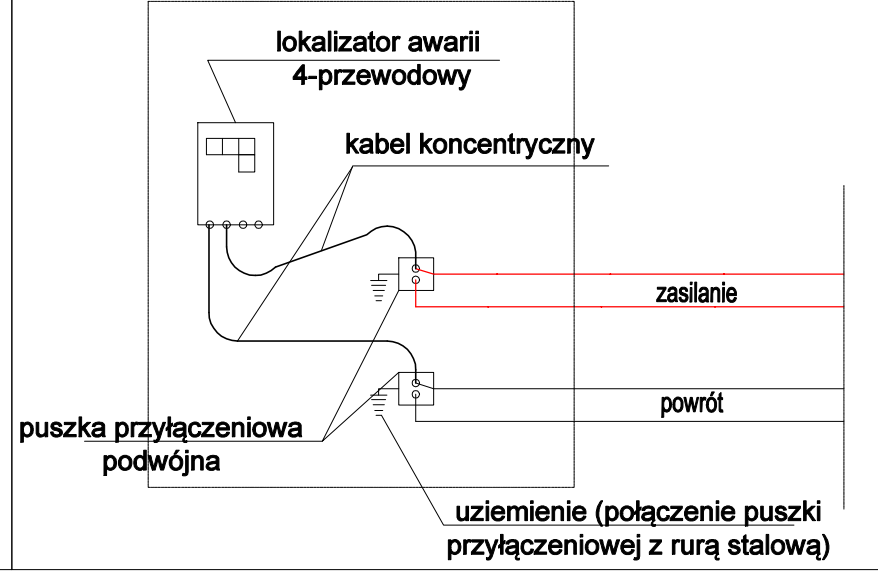 lokalizator awarii
4-przewodowy
kabel koncentryczny
zasilanie
powrót
puszka przyłączeniowa
podwójna
uziemienie (połączenie puszki
przyłączeniowej z rurą stalową)